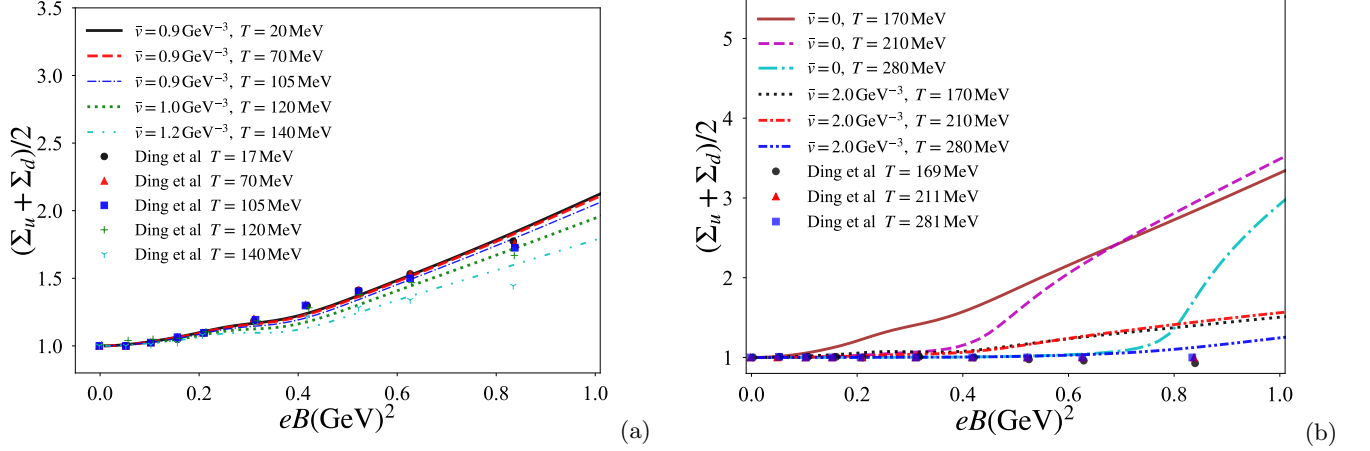 (Σ_u + Σ_d)/2
3.5
3.0
2.5
2.0
1.5
1.0
v̄ = 0.9 GeV⁻³, T = 20 MeV
v̄ = 0.9 GeV⁻³, T = 70 MeV
v̄ = 0.9 GeV⁻³, T = 105 MeV
v̄ = 1.0 GeV⁻³, T = 120 MeV
v̄ = 1.2 GeV⁻³, T = 140 MeV
Ding et al T = 17 MeV
Ding et al T = 70 MeV
Ding et al T = 105 MeV
Ding et al T = 120 MeV
Ding et al T = 140 MeV
0.0 0.2 0.4 0.6 0.8 1.0
eB(GeV)²
(a)
(Σ_u + Σ_d)/2
5
4
3
2
1
v̄ = 0, T = 170 MeV
v̄ = 0, T = 210 MeV
v̄ = 0, T = 280 MeV
v̄ = 2.0 GeV⁻³, T = 170 MeV
v̄ = 2.0 GeV⁻³, T = 210 MeV
v̄ = 2.0 GeV⁻³, T = 280 MeV
Ding et al T = 169 MeV
Ding et al T = 211 MeV
Ding et al T = 281 MeV
0.0 0.2 0.4 0.6 0.8 1.0
eB(GeV)²
(b)